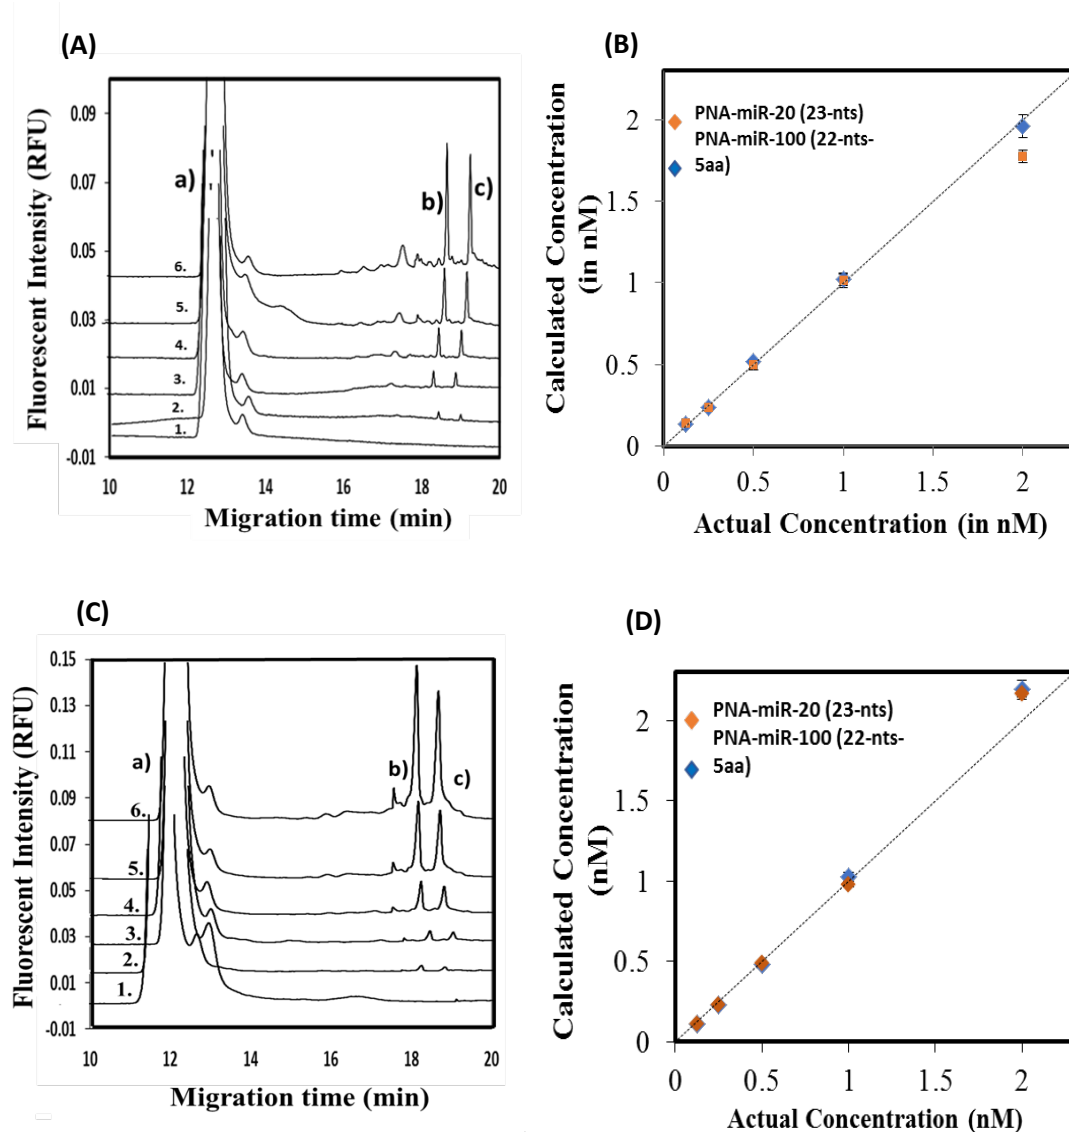 (A)
Fluorescent Intensity (RFU)
0.09
0.07
0.05
0.03
0.01
-0.01
a)
b)
c)
6.
5.
4.
3.
2.
1.
10 12 14 16 18 20
Migration time (min)
(B)
Calculated Concentration
(in nM)
2
1.5
1
0.5
0
PNA-miR-20 (23-nts)
PNA-miR-100 (22-nts-
5aa)
0 0.5 1 1.5 2
Actual Concentration (in nM)
(C)
Fluorescent Intensity (RFU)
0.15
0.13
0.11
0.09
0.07
0.05
0.03
0.01
-0.01
a)
b)
c)
6.
5.
4.
3.
2.
1.
10 12 14 16 18 20
Migration time (min)
(D)
Calculated Concentration
(nM)
2
1.5
1
0.5
0
PNA-miR-20 (23-nts)
PNA-miR-100 (22-nts-
5aa)
0 0.5 1 1.5 2
Actual Concentration (nM)